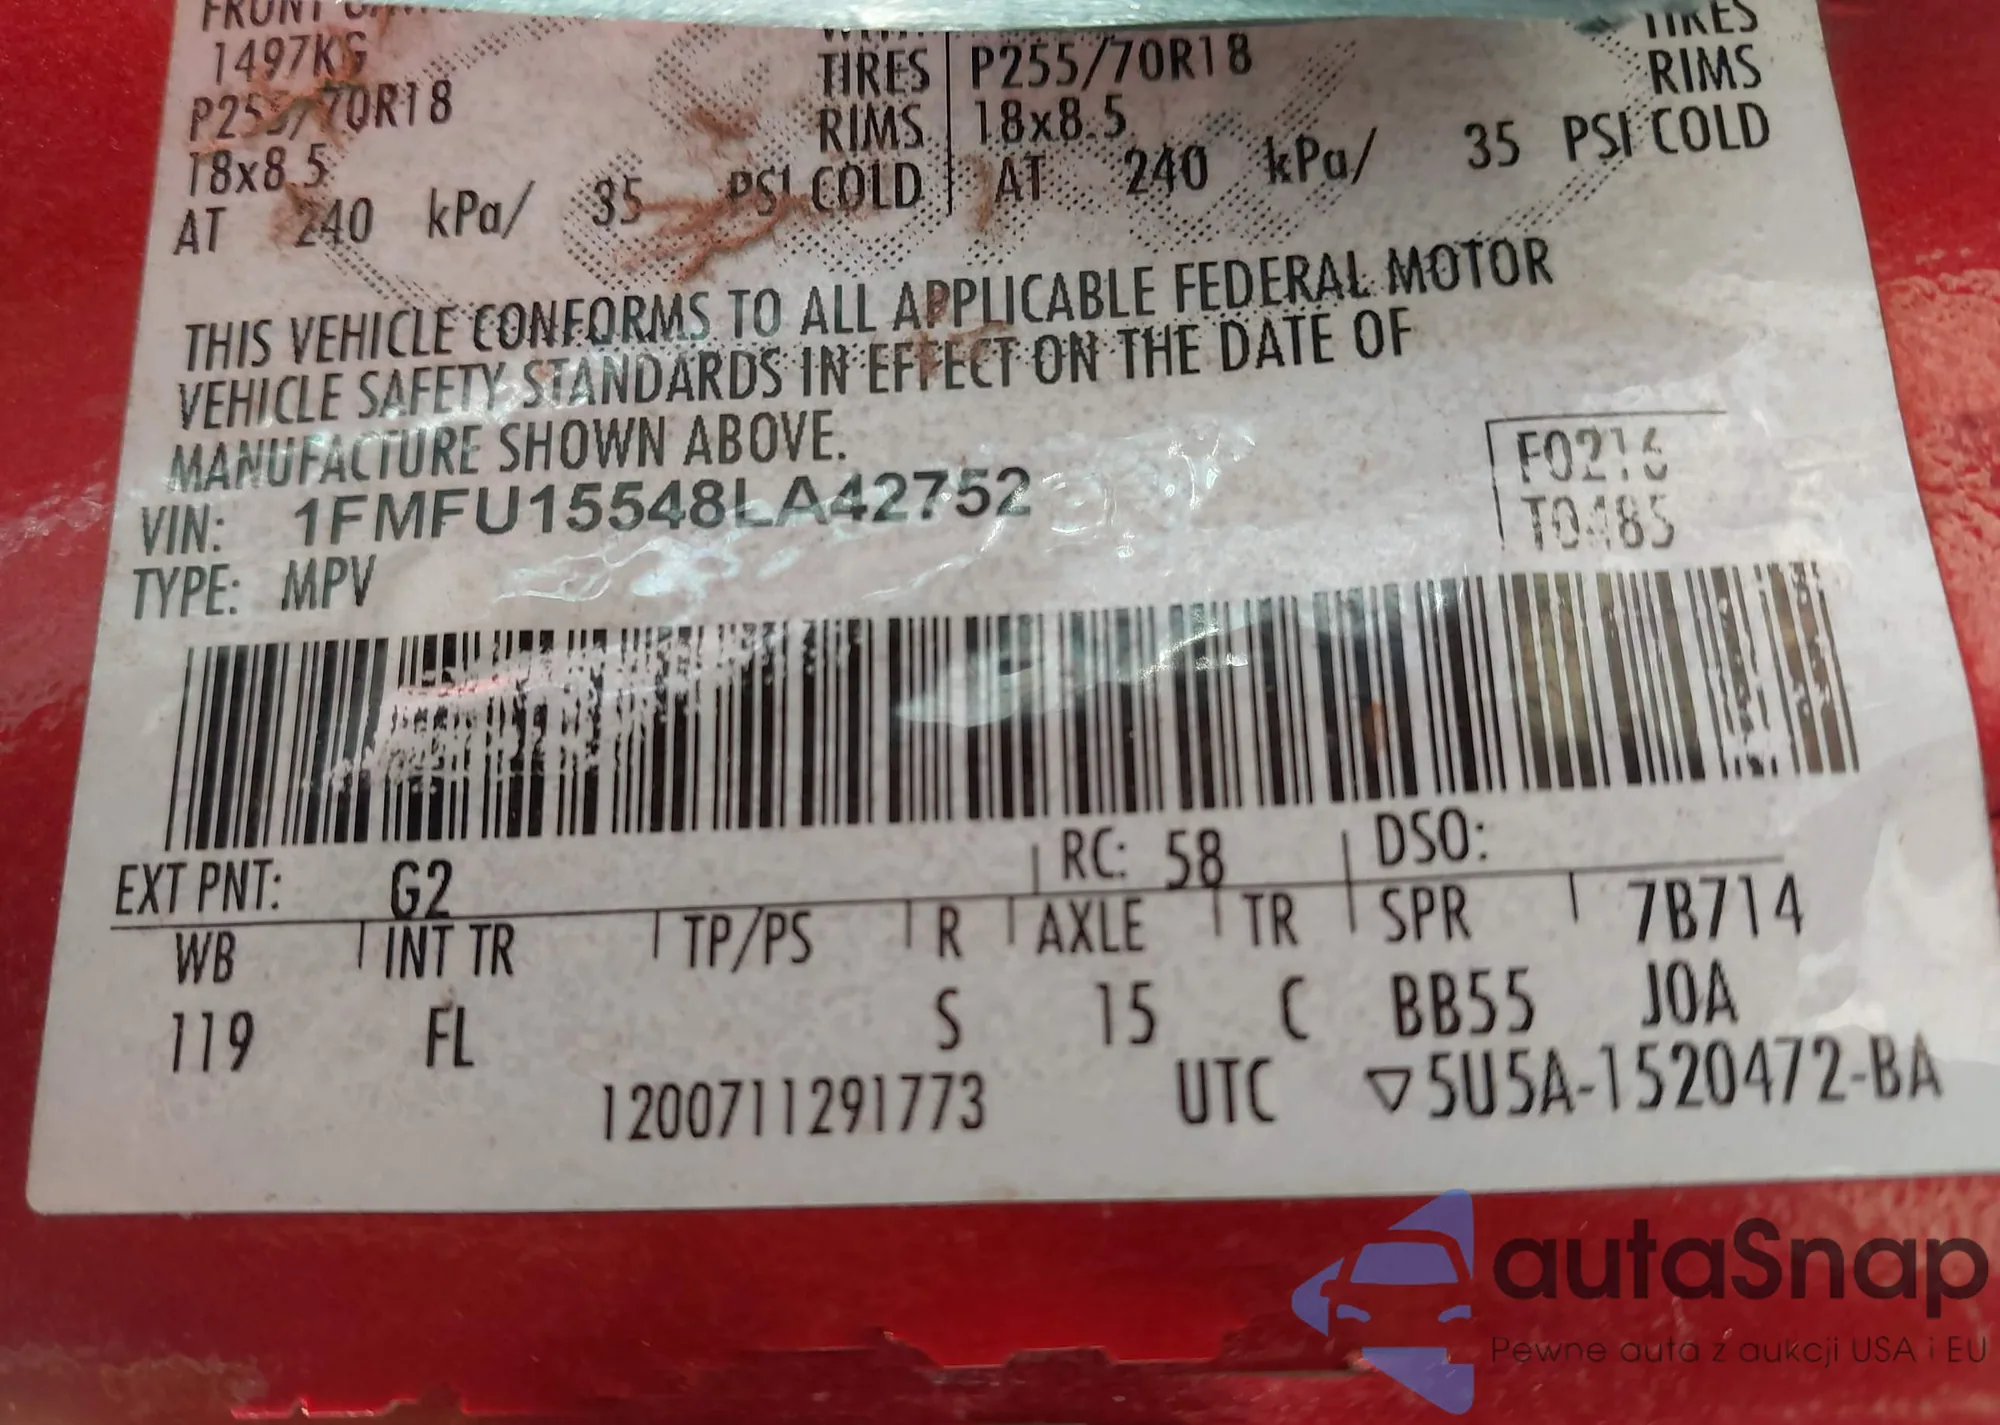 FRONT
1497KG
P255/70R18
18x8.5
AT 240 kPa/ 35 PSI COLD
TIRES
RIMS
P255/70R18
18x8.5
AT 240 kPa/ 35 PSI COLD
TIRES
RIMS
THIS VEHICLE CONFORMS TO ALL APPLICABLE FEDERAL MOTOR
VEHICLE SAFETY STANDARDS IN EFFECT ON THE DATE OF
MANUFACTURE SHOWN ABOVE.
F0216
T0485
VIN: 1FMFU15548LA42752
TYPE: MPV
EXT PNT: G2 RC: 58 DSO:
WB INT TR TP/PS R AXLE TR SPR 7B714
119 FL S 15 C BB55 JOA
1200711291773 UTC ▽5U5A-1520472-BA
autaSnap
Pewne auta z aukcji USA i EU